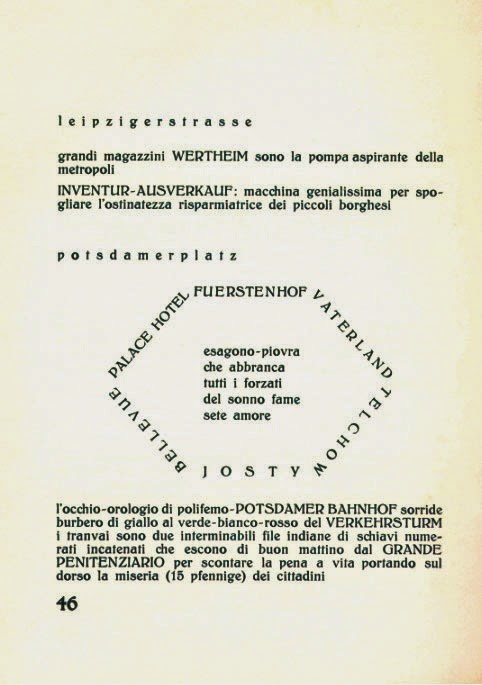 leipzigerstrasse
grandi magazzini WERTHEIM sono la pompa aspirante della
metropoli
INVENTUR-AUSVERKAUF: macchina genialissima per spo-
gliare l'ostinatezza risparmiatrice dei piccoli borghesi
potsdamerplatz
PALACE HOTEL
FUERSTENHOF
VATERLAND
TELCHOW
JOSTY
BELLEVUE
esagono-piovra
che abbranca
tutti i forzati
del sonno fame
sete amore
l'occhio-orologio di polifemo-POTSDAMER BAHNHOF sorride
burbero di giallo al verde-bianco-rosso del VERKEHRSTURM
i tranvai sono due interminabili file indiane di schiavi nume-
rati incatenati che escono di buon mattino dal GRANDE
PENITENZIARIO per scontare la pena a vita portando sul
dorso la miseria (15 pfennige) dei cittadini
46